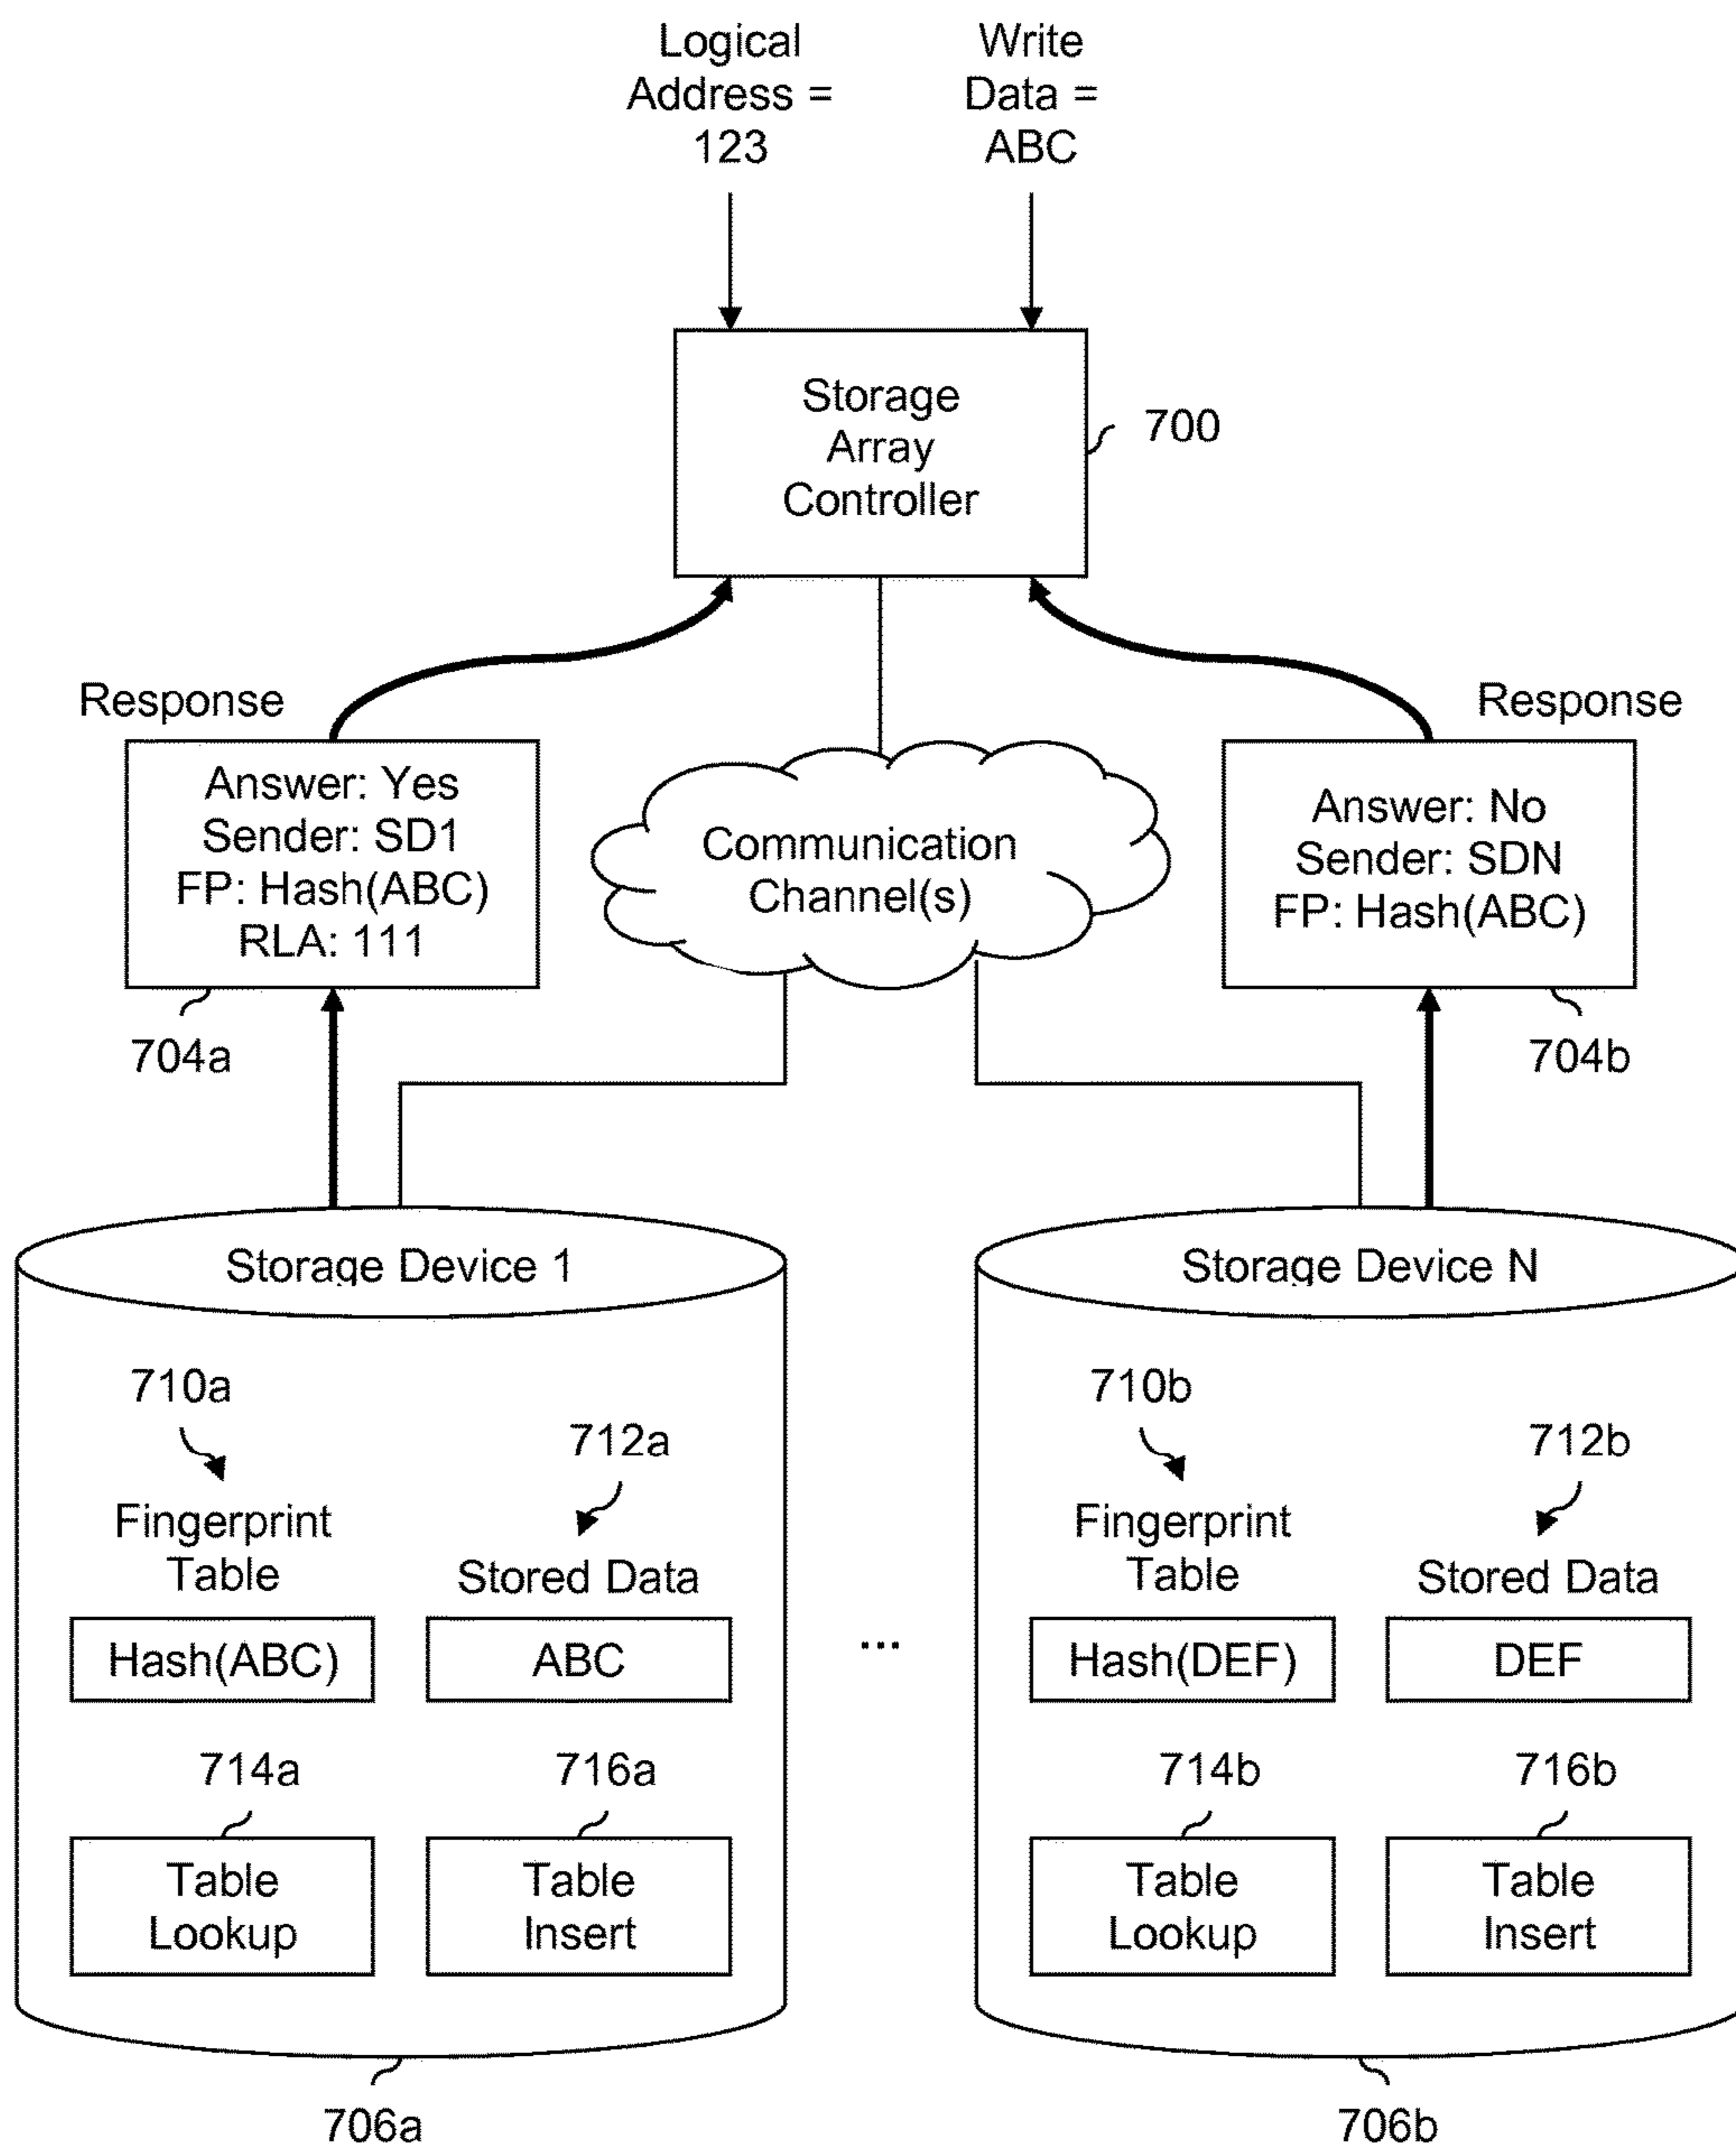 Logical
Address =
123
Write
Data =
ABC
Storage
Array
Controller
700
Response
Answer: Yes
Sender: SD1
FP: Hash(ABC)
RLA: 111
704a
Communication
Channel(s)
Response
Answer: No
Sender: SDN
FP: Hash(ABC)
704b
Storage Device 1
710a
Fingerprint
Table
Hash(ABC)
712a
Stored Data
ABC
714a
Table
Lookup
716a
Table
Insert
706a
...
Storage Device N
710b
Fingerprint
Table
Hash(DEF)
712b
Stored Data
DEF
714b
Table
Lookup
716b
Table
Insert
706b